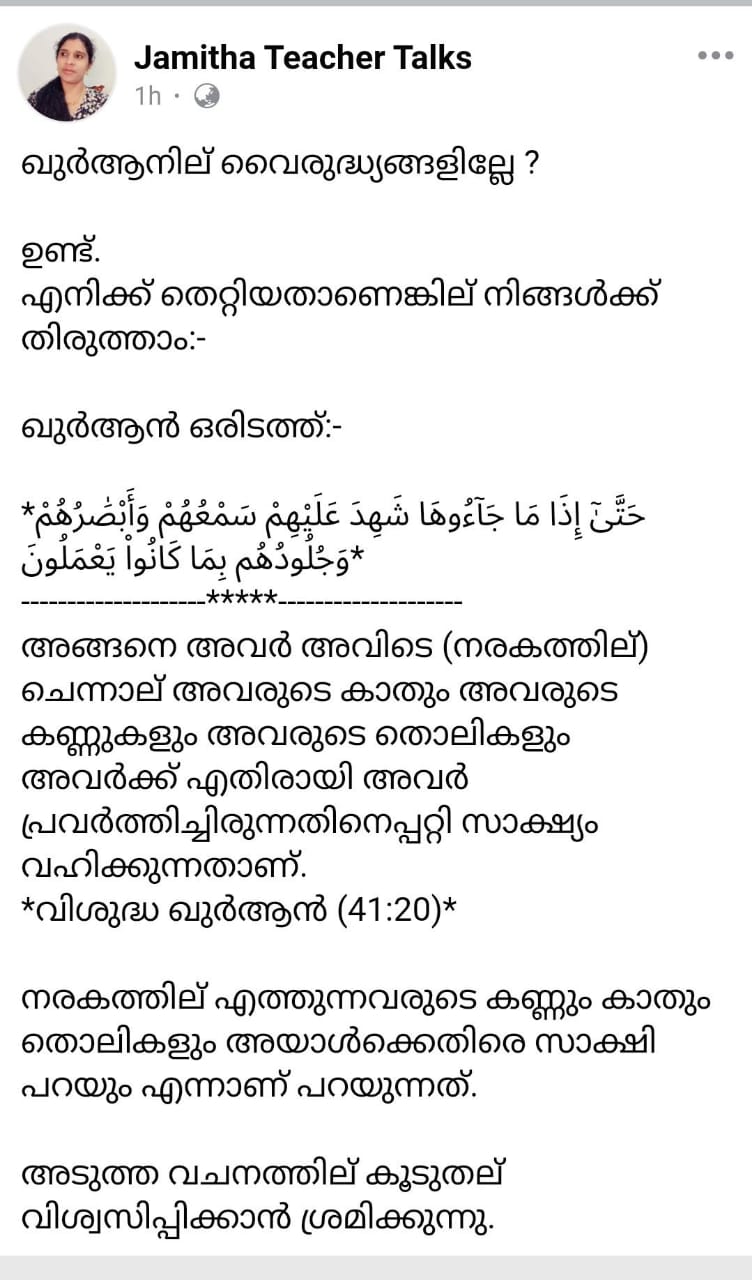 Jamitha Teacher Talks
1h ·
ഖുർആനില് വൈരുദ്ധ്യങ്ങളില്ലേ ?
ഉണ്ട്.
എനിക്ക് തെറ്റിയതാണെങ്കില് നിങ്ങൾക്ക്
തിരുത്താം:-
ഖുർആൻ ഒരിടത്ത്:-
*حَتَّىٰٓ إِذَا مَا جَآءُوهَا شَهِدَ عَلَيْهِمْ سَمْعُهُمْ وَأَبْصَٰرُهُمْ
وَجُلُودُهُم بِمَا كَانُوا۟ يَعْمَلُونَ*
--------------------*****--------------------
അങ്ങനെ അവർ അവിടെ (നരകത്തില്)
ചെന്നാല് അവരുടെ കാതും അവരുടെ
കണ്ണുകളും അവരുടെ തൊലികളും
അവർക്ക് എതിരായി അവർ
പ്രവർത്തിച്ചിരുന്നതിനെപ്പറ്റി സാക്ഷ്യം
വഹിക്കുന്നതാണ്.
*വിശുദ്ധ ഖുർആൻ (41:20)*
നരകത്തില് എത്തുന്നവരുടെ കണ്ണും കാതും
തൊലികളും അയാൾക്കെതിരെ സാക്ഷി
പറയും എന്നാണ് പറയുന്നത്.
അടുത്ത വചനത്തില് കൂടുതല്
വിശ്വസിപ്പിക്കാൻ ശ്രമിക്കുന്നു.